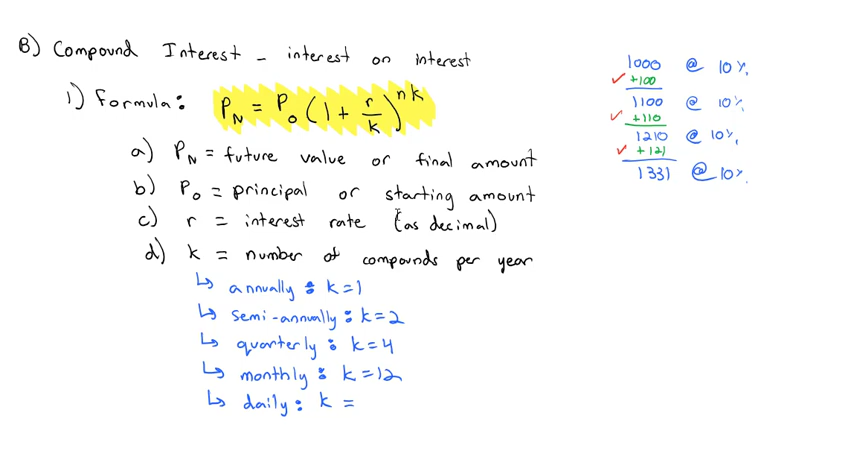 B) Compound Interest - interest on interest
1) Formula: P_N = P_0 (1 + r/k)^{nk}
a) P_N = future value or final amount
b) P_0 = principal or starting amount
c) r = interest rate (as decimal)
d) k = number of compounds per year
↳ annually : k = 1
↳ semi-annually : k = 2
↳ quarterly : k = 4
↳ monthly : k = 12
↳ daily : k =
1000 @ 10%
✓ +100
1100 @ 10%
✓ +110
1210 @ 10%
✓ +121
1331 @ 10%